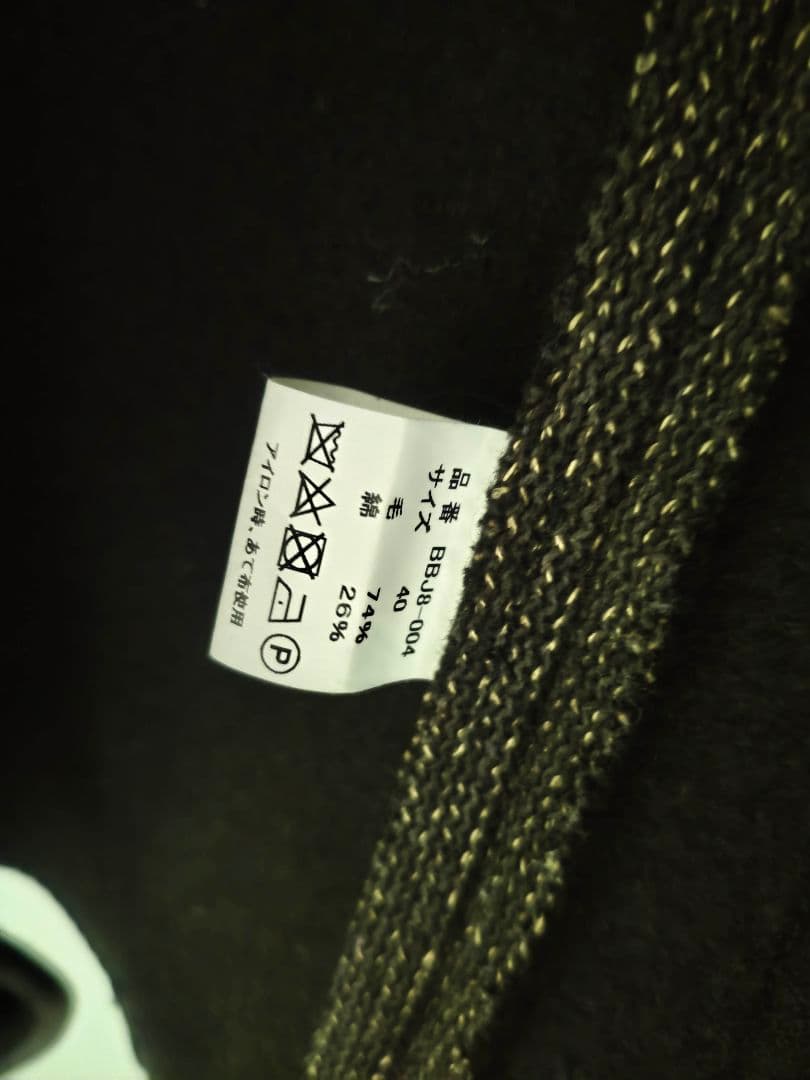 品番 BBJ8-004
サイズ 40
毛 74%
綿 26%
P
アイロン時、あて布使用